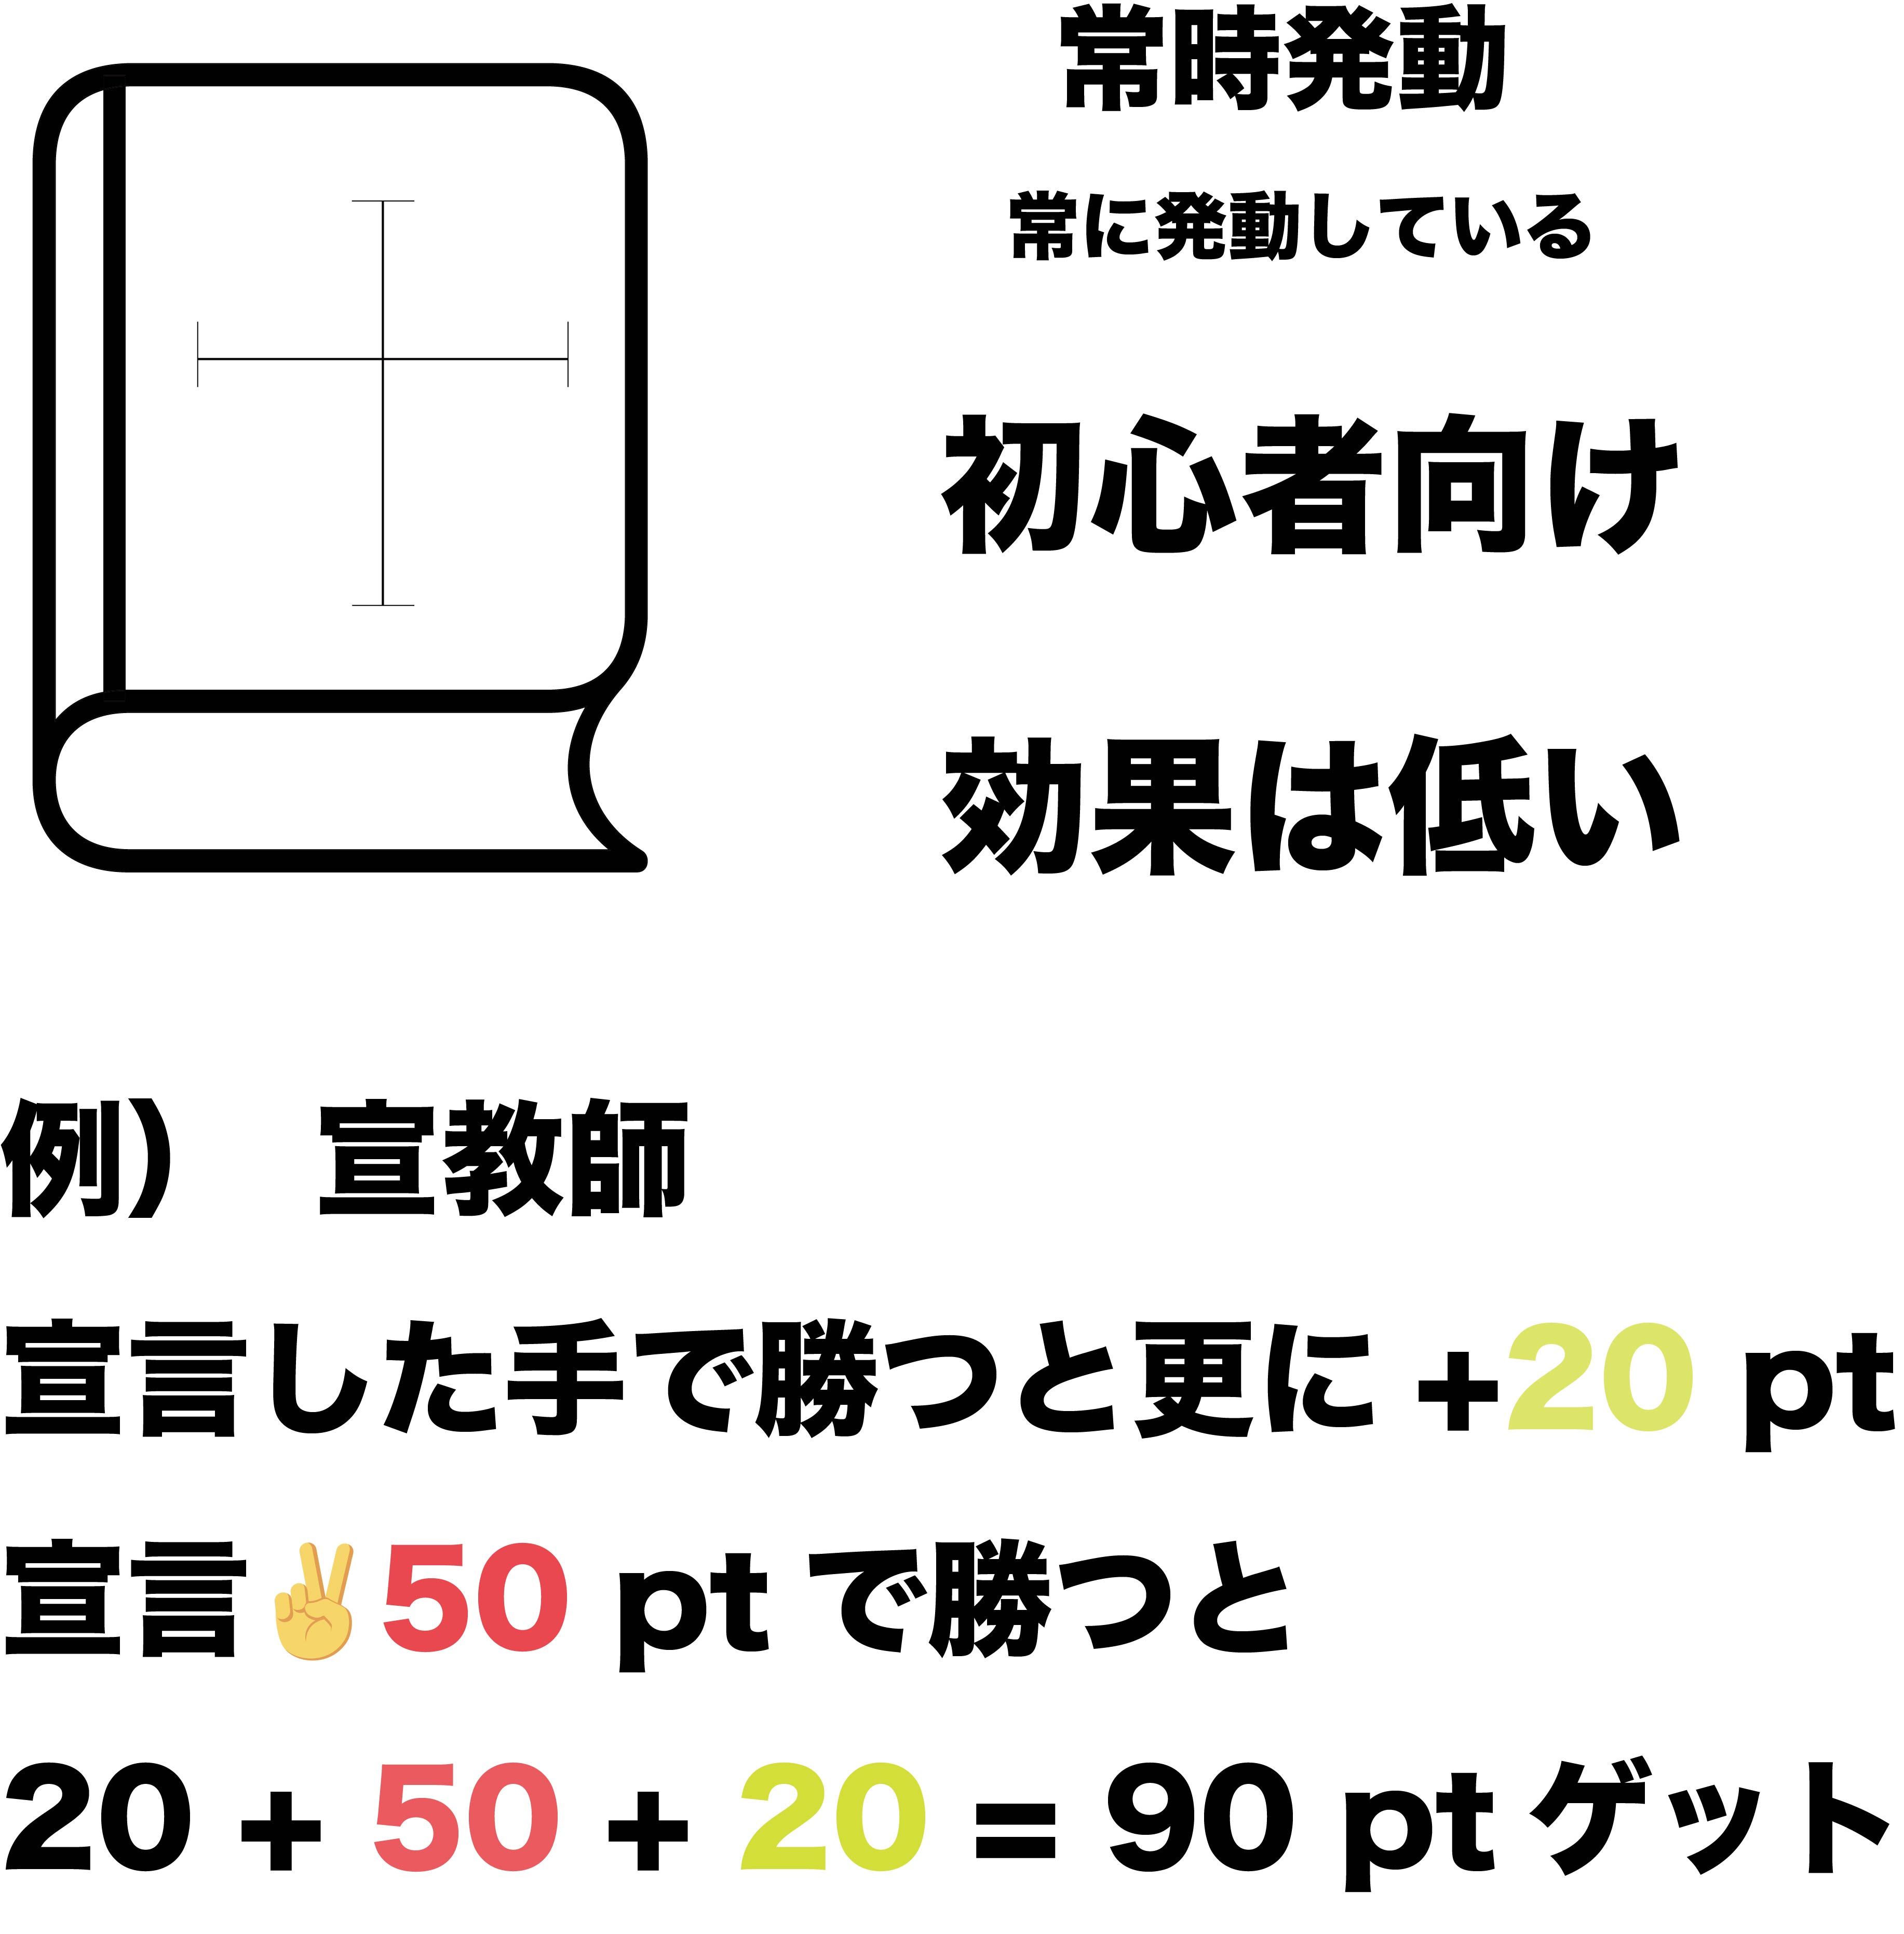 常時発動
常に発動している
初心者向け
効果は低い
例) 宣教師
宣言した手で勝つと更に +20 pt
宣言✌50 pt で勝つと
20 + 50 + 20 = 90 pt ゲット